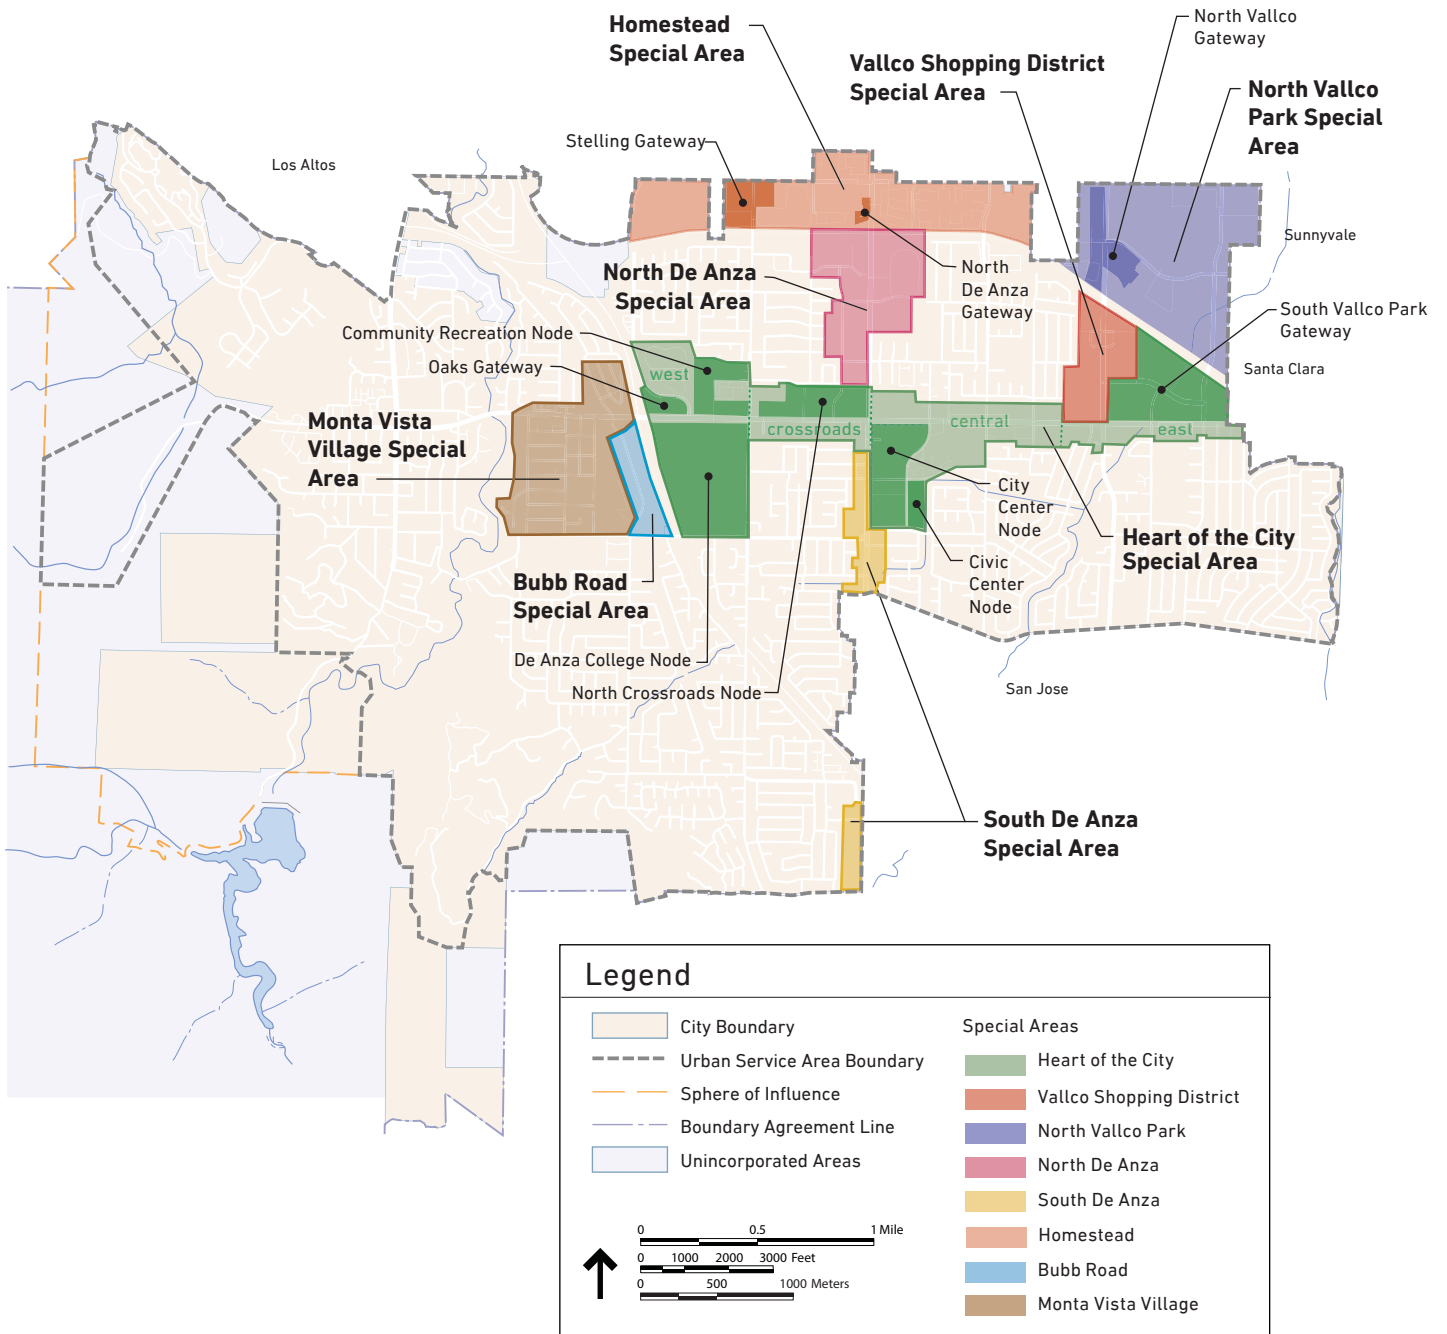 Homestead
Special Area
North Vallco
Gateway
Vallco Shopping District
Special Area
North Vallco
Park Special
Area
Stelling Gateway
Los Altos
Sunnyvale
North De Anza
Special Area
North
De Anza
Gateway
South Vallco Park
Gateway
Community Recreation Node
Oaks Gateway
Santa Clara
west
Monta Vista
Village Special
Area
crossroads
central
east
City
Center
Node
Heart of the City
Special Area
Civic
Center
Node
Bubb Road
Special Area
De Anza College Node
North Crossroads Node
San Jose
South De Anza
Special Area
Legend
City Boundary
Urban Service Area Boundary
Sphere of Influence
Boundary Agreement Line
Unincorporated Areas
Special Areas
Heart of the City
Vallco Shopping District
North Vallco Park
North De Anza
South De Anza
Homestead
Bubb Road
Monta Vista Village
0 0.5 1 Mile
0 1000 2000 3000 Feet
0 500 1000 Meters